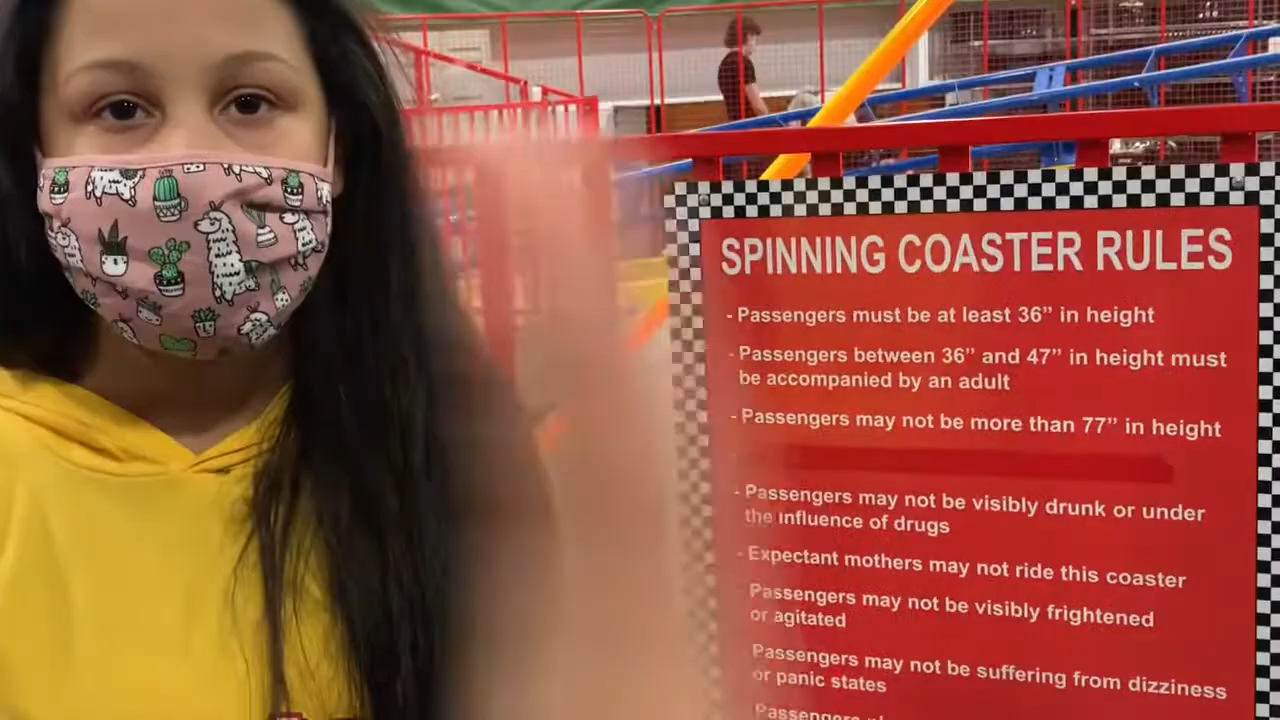 SPINNING COASTER RULES
- Passengers must be at least 36” in height
- Passengers between 36” and 47” in height must
be accompanied by an adult
- Passengers may not be more than 77” in height
- Passengers may not be visibly drunk or under
the influence of drugs
- Expectant mothers may not ride this coaster
Passengers may not be visibly frightened
or agitated
Passengers may not be suffering from dizziness
or panic states
Passengers